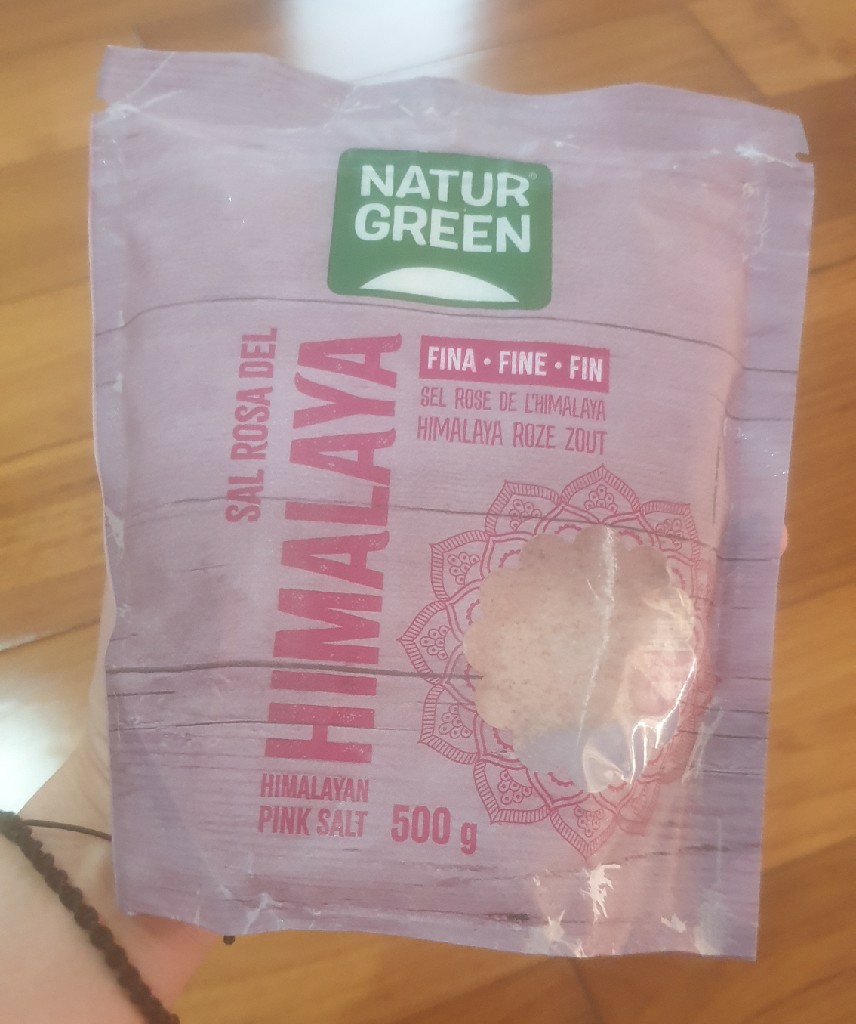 NATUR®
GREEN
SAL ROSA DEL
HIMALAYA
FINA • FINE • FIN
SEL ROSE DE L'HIMALAYA
HIMALAYA ROZE ZOUT
HIMALAYAN
PINK SALT
500 g